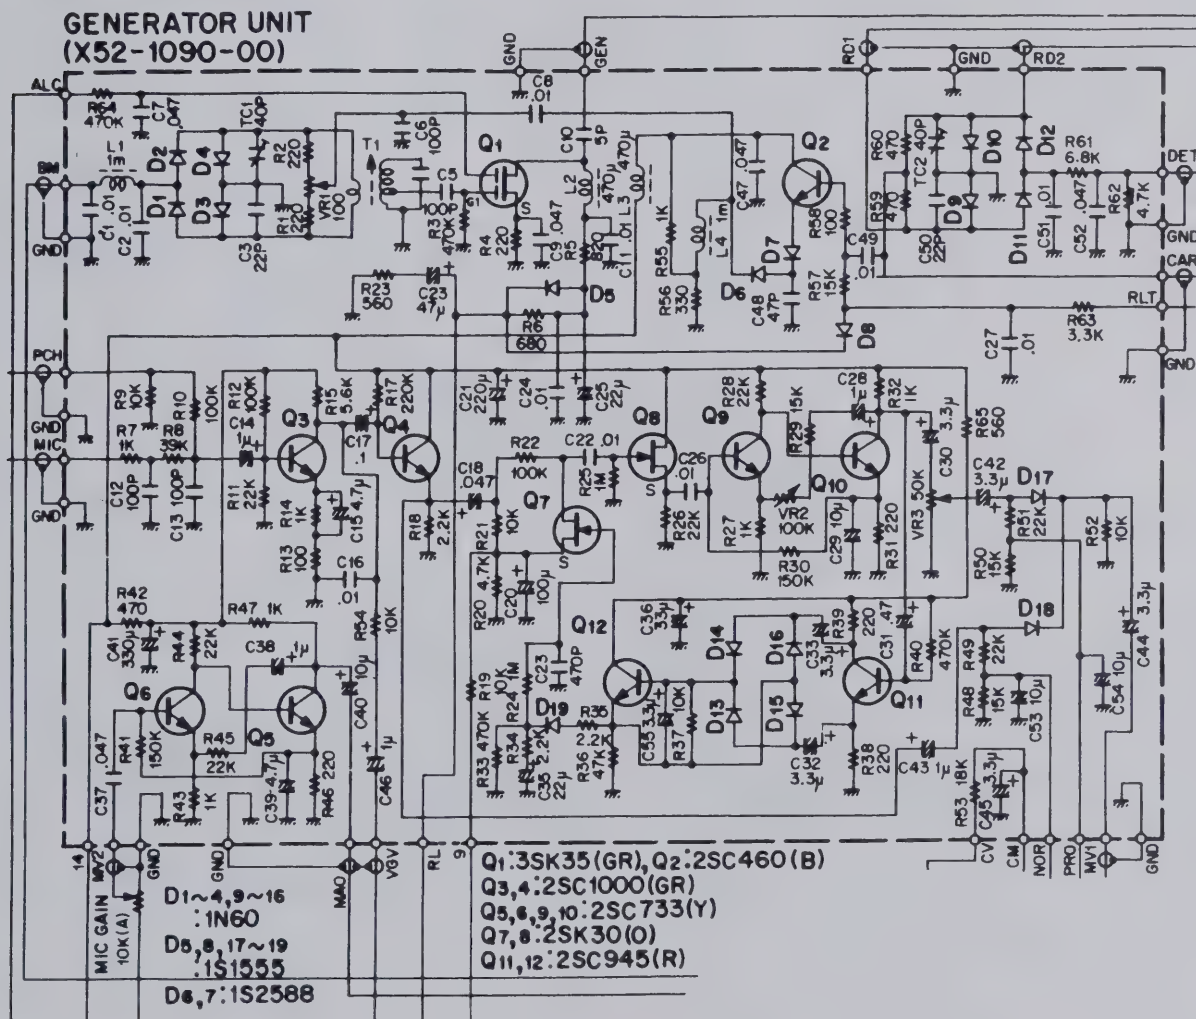 GENERATOR UNIT
(X52-1090-00)
GND
GEN
RD1
GND
RD2
ALC
R64
470K
C7
.047
TC1
40P
C6
100P
C8
.01
C10
5P
L1
1m
D2
D4
R2
220
T1
Q1
C5
100P
G1
S
L2
470μ
L3
470μ
Q2
C47
.047
R60
470
TC2
40P
D10
D12
R61
6.8K
DET
BM
D1
D3
R1
220
VR1
100
R3
470K
R4
220
C9
.047
R5
820
C11
.01
R55
1K
L4
1m
R58
100
D7
C49
.01
R59
470
C50
22P
D9
D11
C51
.01
C52
.047
R62
4.7K
GND
C1
.01
C2
.01
C3
22P
GND
R23
560
C23
47μ
D5
R6
680
R56
330
D6
C48
47P
R57
15K
D8
CAR
RLT
C27
.01
R63
3.3K
GND
PCH
R9
10K
R10
100K
R12
100K
R15
5.6K
R17
220K
C21
220μ
C24
.01
C25
22μ
R28
22K
R29
15K
C28
1μ
R32
1K
3.3μ
C30
R65
560
GND
MIC
R7
1K
R8
39K
C14
1μ
Q3
C17
.1
Q4
R22
100K
C22 .01
Q8
Q9
C42
3.3μ
D17
C18
.047
Q7
R25
1M
S
C26
.01
Q10
VR2
100K
VR3
50K
C12
100P
C13
100P
R11
22K
R14
1K
C15
4.7μ
R18
2.2K
R21
10K
R26
22K
R27
1K
C29
10μ
R31
220
R51
22K
R52
10K
GND
R13
100
C16
.01
R20
4.7K
S
C20
100μ
R30
150K
R50
15K
R42
470
R47 1K
R54
10K
Q12
C36
33μ
D14
D16
R39
220
C31
.47
R40
470K
D18
C41
330μ
R44
22K
C38
1μ
10μ
C40
R19
10K
R24
1M
C23
470P
C33
3.3μ
R49
22K
3.3μ
C44
Q6
Q5
D19
R35
2.2K
C55
3.3μ
10K
R37
D13
D15
Q11
R48
15K
C53
10μ
C54
10μ
.047
C37
R41
150K
R45
22K
C39
4.7μ
R46
220
C46
1μ
R33
470K
R34
2.2K
C35
22μ
R36
47K
C32
3.3μ
R38
220
C43 1μ
R43
1K
R53
18K
C45
3.3μ
14
MA2
GND
GND
MAO
VGV
RL
9
CV
CM
NOR
PRO
MV1
GND
MIC GAIN
10K(A)
D1~4,9~16
:1N60
D5,8,17~19
:1S1555
D6,7:1S2588
Q1:3SK35(GR),Q2:2SC460(B)
Q3,4:2SC1000(GR)
Q5,6,9,10:2SC733(Y)
Q7,8:2SK30(O)
Q11,12:2SC945(R)